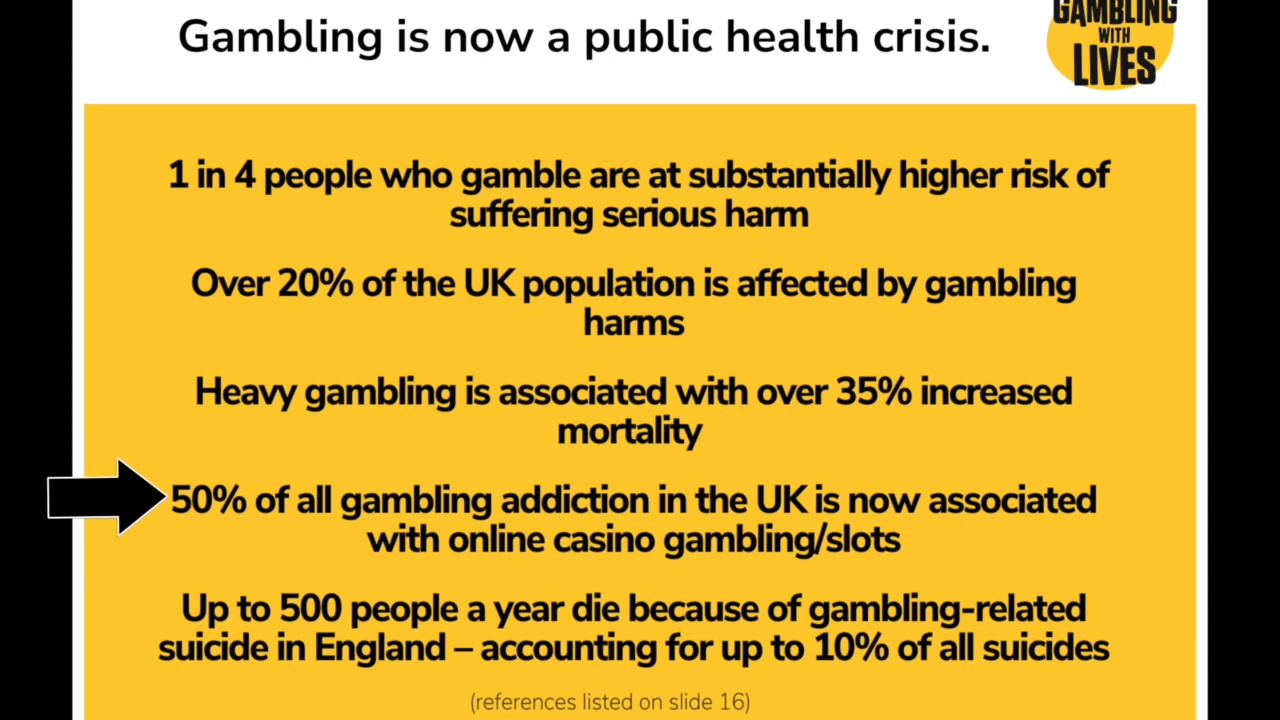 Gambling is now a public health crisis.
GAMBLING
WITH
LIVES
1 in 4 people who gamble are at substantially higher risk of
suffering serious harm
Over 20% of the UK population is affected by gambling
harms
Heavy gambling is associated with over 35% increased
mortality
50% of all gambling addiction in the UK is now associated
with online casino gambling/slots
Up to 500 people a year die because of gambling-related
suicide in England – accounting for up to 10% of all suicides
(references listed on slide 16)